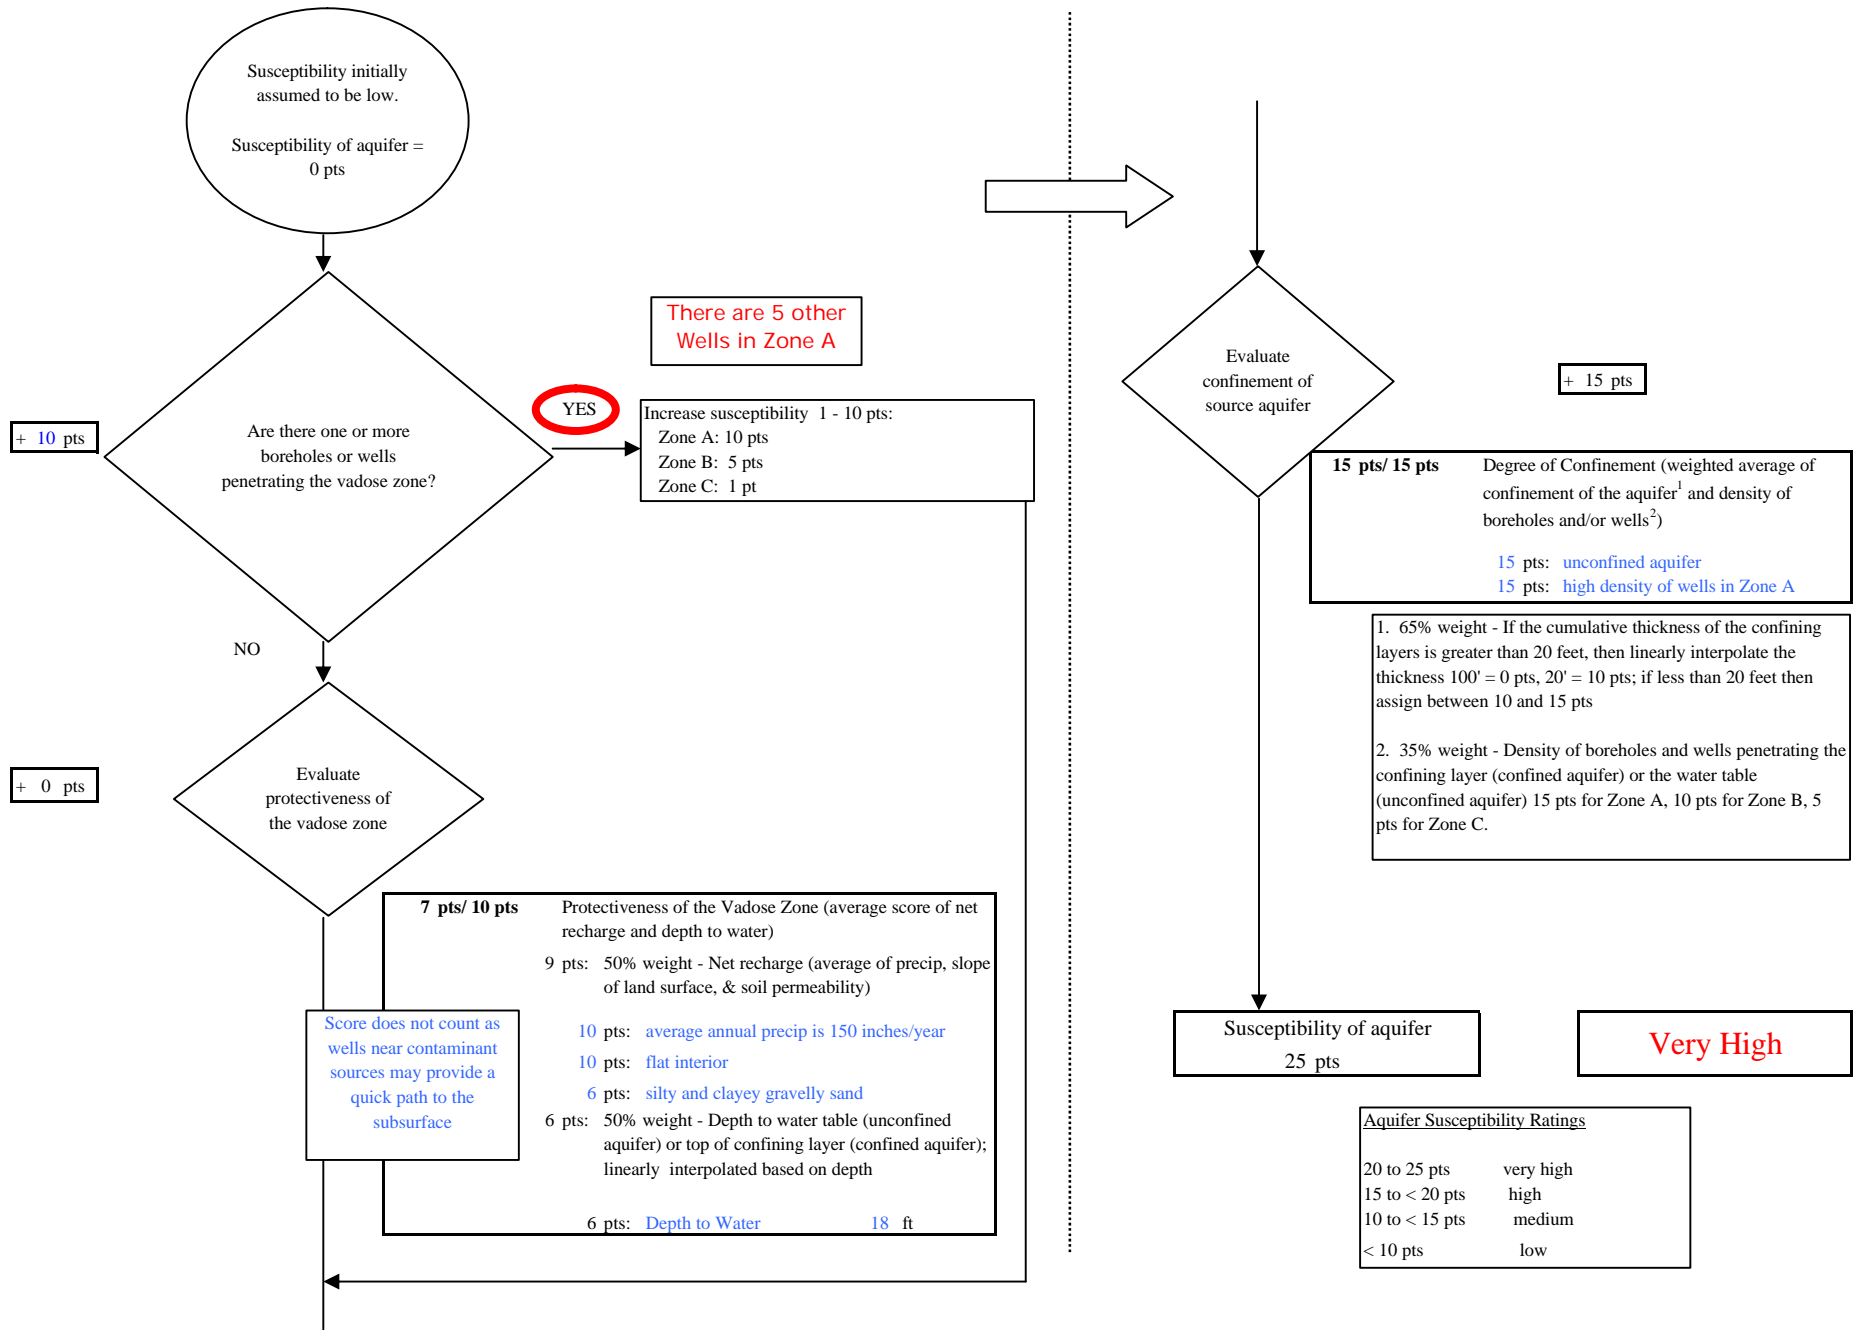 Susceptibility initially
assumed to be low.
Susceptibility of aquifer =
0 pts
There are 5 other
Wells in Zone A
YES
Increase susceptibility 1 - 10 pts:
Zone A: 10 pts
Zone B: 5 pts
Zone C: 1 pt
+ 10 pts
Are there one or more
boreholes or wells
penetrating the vadose zone?
NO
+ 0 pts
Evaluate
protectiveness of
the vadose zone
7 pts/ 10 pts Protectiveness of the Vadose Zone (average score of net
recharge and depth to water)
9 pts: 50% weight - Net recharge (average of precip, slope
of land surface, & soil permeability)
10 pts: average annual precip is 150 inches/year
10 pts: flat interior
6 pts: silty and clayey gravelly sand
6 pts: 50% weight - Depth to water table (unconfined
aquifer) or top of confining layer (confined aquifer);
linearly interpolated based on depth
6 pts: Depth to Water 18 ft
Score does not count as
wells near contaminant
sources may provide a
quick path to the
subsurface
Evaluate
confinement of
source aquifer
+ 15 pts
15 pts/ 15 pts Degree of Confinement (weighted average of
confinement of the aquifer1 and density of
boreholes and/or wells2)
15 pts: unconfined aquifer
15 pts: high density of wells in Zone A
1. 65% weight - If the cumulative thickness of the confining
layers is greater than 20 feet, then linearly interpolate the
thickness 100' = 0 pts, 20' = 10 pts; if less than 20 feet then
assign between 10 and 15 pts
2. 35% weight - Density of boreholes and wells penetrating the
confining layer (confined aquifer) or the water table
(unconfined aquifer) 15 pts for Zone A, 10 pts for Zone B, 5
pts for Zone C.
Susceptibility of aquifer
25 pts
Very High
Aquifer Susceptibility Ratings
20 to 25 pts very high
15 to < 20 pts high
10 to < 15 pts medium
< 10 pts low